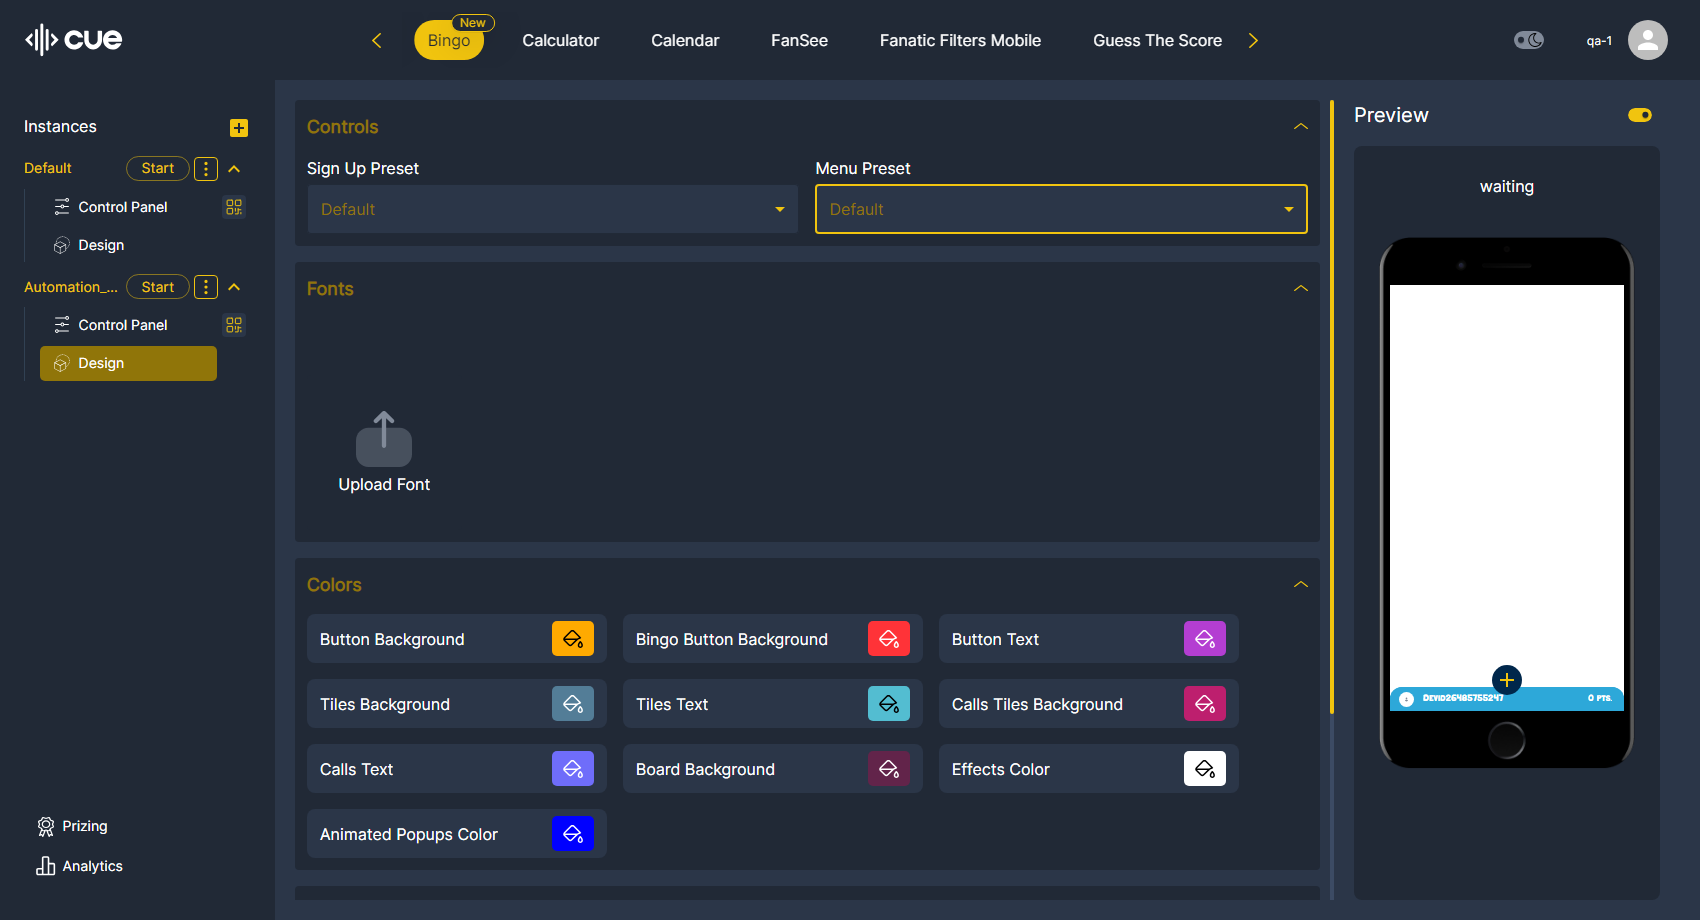 cue
Bingo
New
Calculator
Calendar
FanSee
Fanatic Filters Mobile
Guess The Score
qa-1
Instances
Default
Start
Control Panel
Design
Automation_...
Start
Control Panel
Design
Prizing
Analytics
Controls
Sign Up Preset
Menu Preset
Default
Default
Fonts
Upload Font
Colors
Button Background
Bingo Button Background
Button Text
Tiles Background
Tiles Text
Calls Tiles Background
Calls Text
Board Background
Effects Color
Animated Popups Color
Preview
waiting
0 PTS.